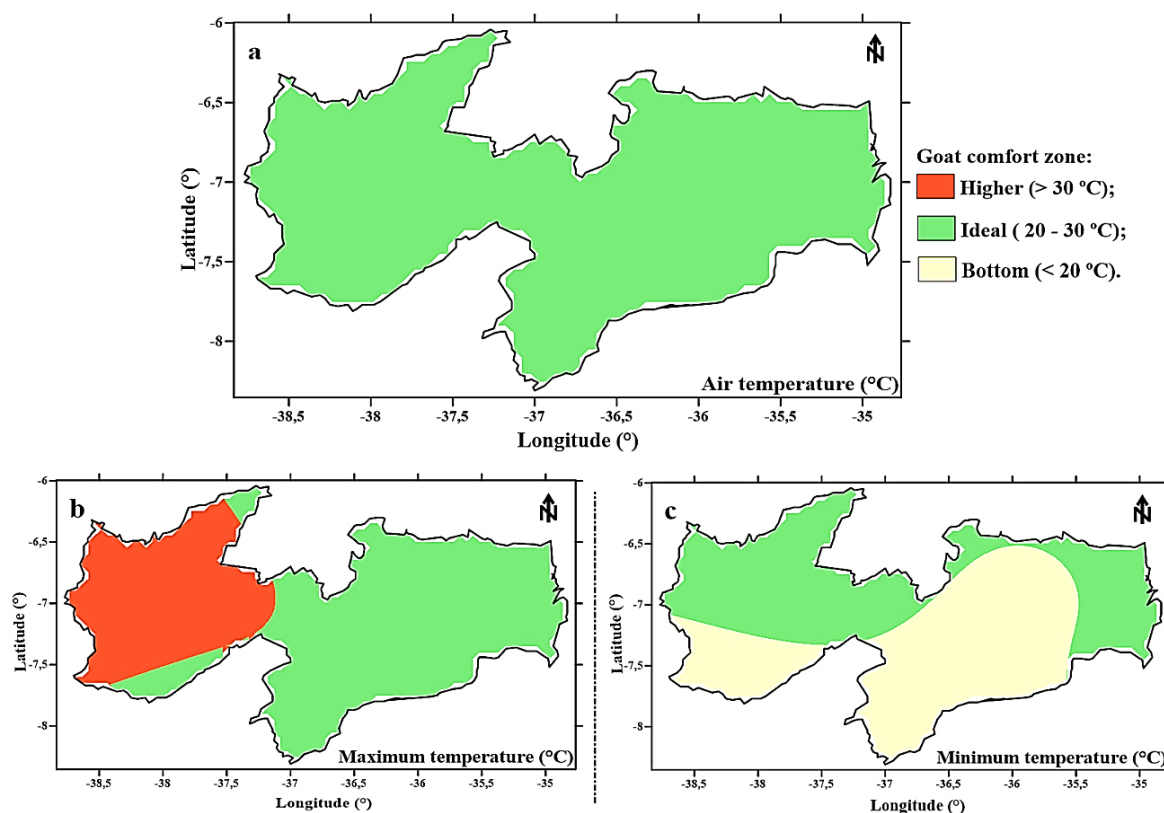 a
N
-6
-6,5
-7
-7,5
-8
Latitude (°)
Air temperature (°C)
-38,5 -38 -37,5 -37 -36,5 -36 -35,5 -35
Longitude (°)
Goat comfort zone:
Higher (> 30 ºC);
Ideal ( 20 - 30 ºC);
Bottom (< 20 ºC).
b
N
-6
-6,5
-7
-7,5
-8
Latitude (°)
Maximum temperature (°C)
-38,5 -38 -37,5 -37 -36,5 -36 -35,5 -35
Longitude (°)
c
N
-6
-6,5
-7
-7,5
-8
Latitude (°)
Minimum temperature (°C)
-38,5 -38 -37,5 -37 -36,5 -36 -35,5 -35
Longitude (°)